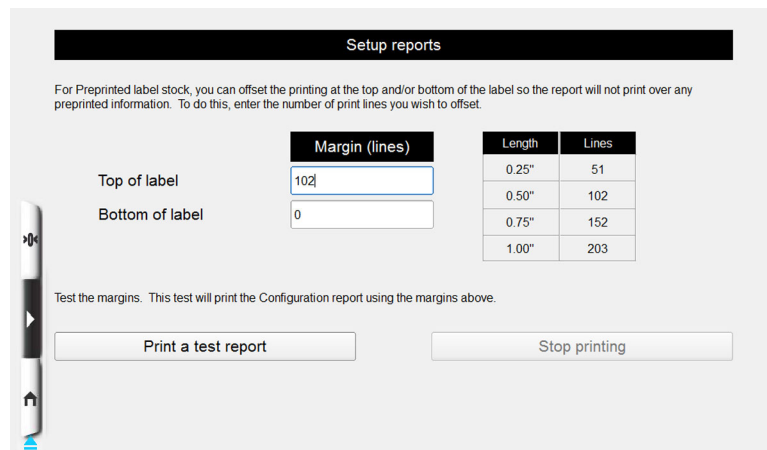 Setup reports
For Preprinted label stock, you can offset the printing at the top and/or bottom of the label so the report will not print over any
preprinted information. To do this, enter the number of print lines you wish to offset.
Margin (lines)
Length Lines
Top of label 102
0.25" 51
0.50" 102
Bottom of label 0
0.75" 152
>0<
1.00" 203
Test the margins. This test will print the Configuration report using the margins above.
Print a test report Stop printing